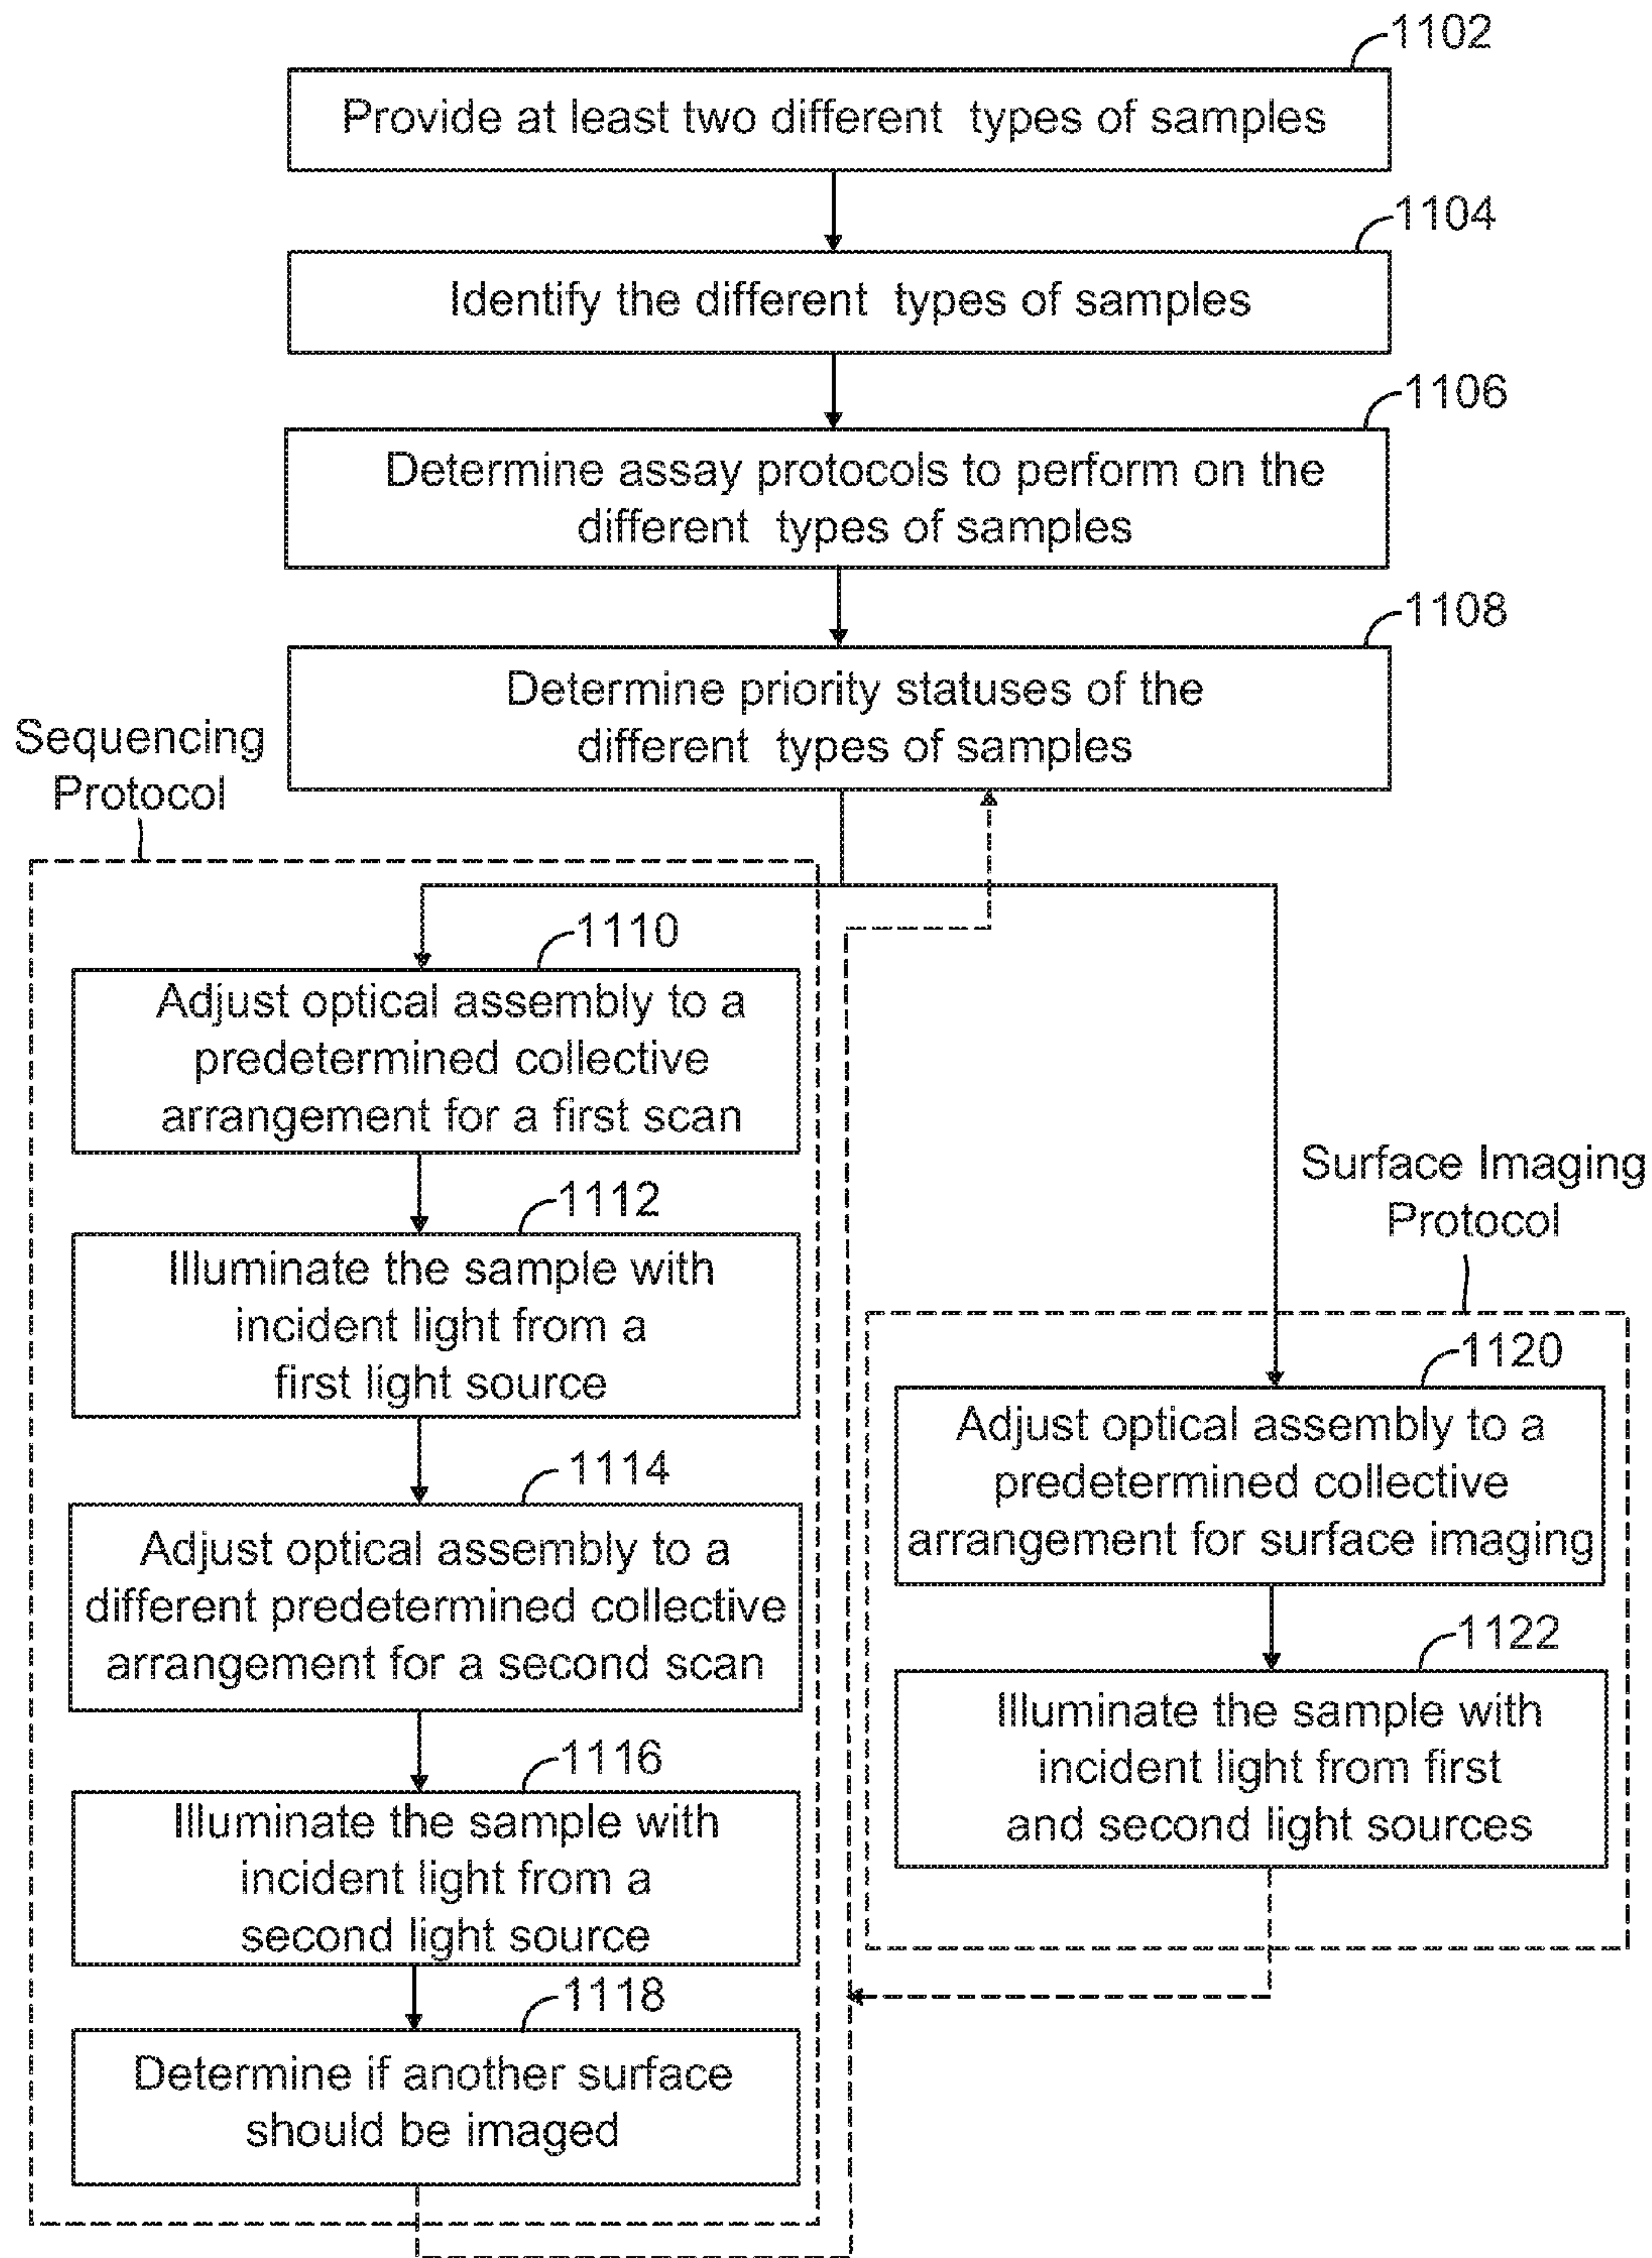 1102
Provide at least two different types of samples
1104
Identify the different types of samples
1106
Determine assay protocols to perform on the
different types of samples
1108
Determine priority statuses of the
different types of samples
Sequencing
Protocol
1110
Adjust optical assembly to a
predetermined collective
arrangement for a first scan
1112
Illuminate the sample with
incident light from a
first light source
1114
Adjust optical assembly to a
different predetermined collective
arrangement for a second scan
1116
Illuminate the sample with
incident light from a
second light source
1118
Determine if another surface
should be imaged
Surface Imaging
Protocol
1120
Adjust optical assembly to a
predetermined collective
arrangement for surface imaging
1122
Illuminate the sample with
incident light from first
and second light sources